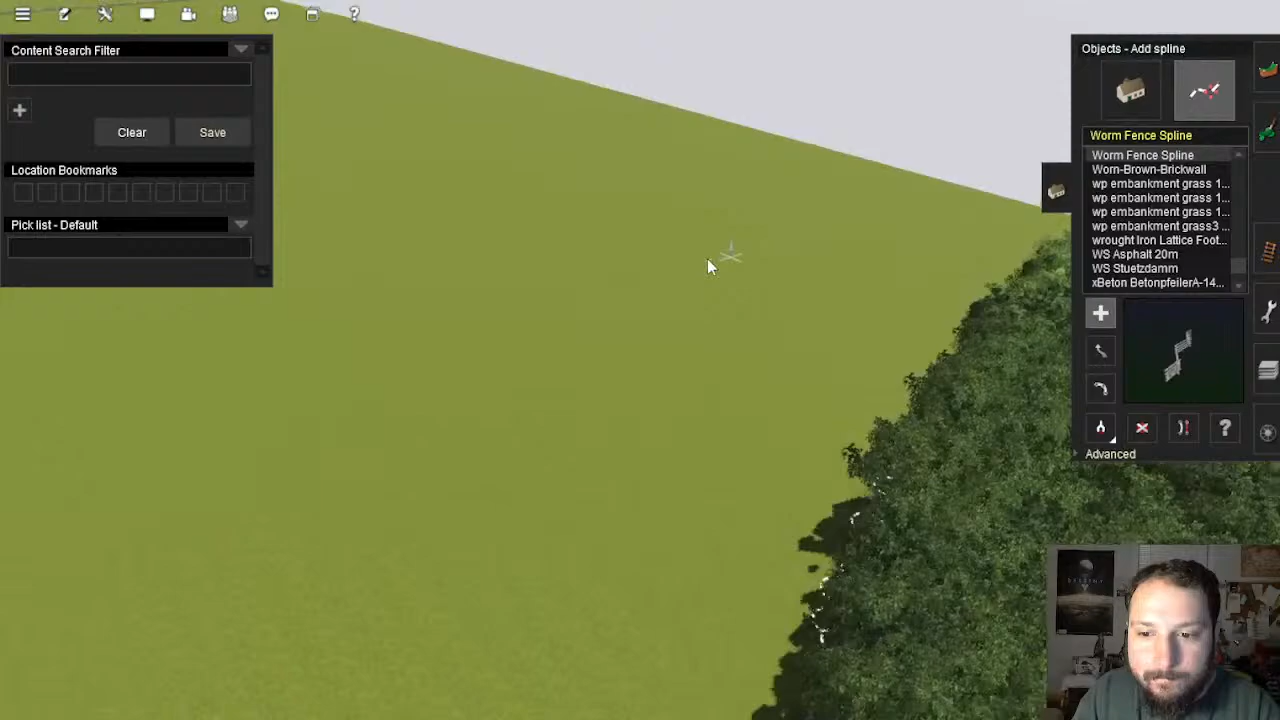 Content Search Filter
Clear
Save
Location Bookmarks
Pick list - Default
Objects - Add spline
Worm Fence Spline
Worm Fence Spline
Worn-Brown-Brickwall
wp embankment grass 1...
wp embankment grass 1...
wp embankment grass 1...
wp embankment grass3 ...
wrought Iron Lattice Foot...
WS Asphalt 20m
WS Stuetzdamm
xBeton BetonpfeilerA-14...
Advanced
DESTINY